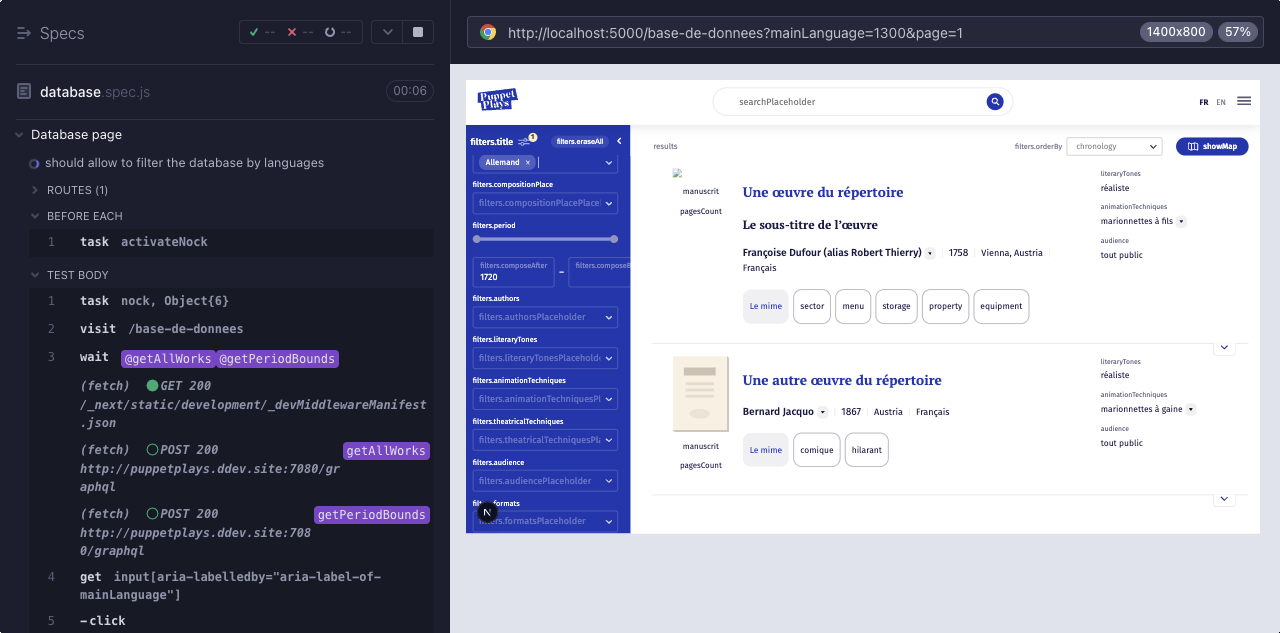 Specs
-- -- --
database.spec.js
00:06
Database page
should allow to filter the database by languages
ROUTES (1)
BEFORE EACH
1 task activateNock
TEST BODY
1 task nock, Object{6}
2 visit /base-de-donnees
3 wait @getAllWorks @getPeriodBounds
(fetch) GET 200
/_next/static/development/_devMiddlewareManifest
.json
(fetch) POST 200 getAllWorks
http://puppetplays.ddev.site:7080/gr
aphql
(fetch) POST 200 getPeriodBounds
http://puppetplays.ddev.site:708
0/graphql
4 get input[aria-labelledby="aria-label-of-
mainLanguage"]
5 -click
http://localhost:5000/base-de-donnees?mainLanguage=1300&page=1
1400x800
57%
Puppet
Plays
searchPlaceholder
FR EN
filters.title
1
filters.eraseAll
Allemand ×
filters.compositionPlace
filters.compositionPlacePlace
filters.period
filters.composeAfter
1720
–
filters.compose
filters.authors
filters.authorsPlaceholder
filters.literaryTones
filters.literaryTonesPlaceholde
filters.animationTechniques
filters.animationTechniquesPl
filters.theatricalTechniques
filters.theatricalTechniquesPla
filters.audience
filters.audiencePlaceholder
filters.formats
filters.formatsPlaceholder
N
results
filters.orderBy
chronology
showMap
manuscrit
pagesCount
Une œuvre du répertoire
Le sous-titre de l’œuvre
Françoise Dufour (alias Robert Thierry) 1758 Vienna, Austria
Français
Le mime sector menu storage property equipment
literaryTones
réaliste
animationTechniques
marionnettes à fils
audience
tout public
manuscrit
pagesCount
Une autre œuvre du répertoire
Bernard Jacquo 1867 Austria Français
Le mime comique hilarant
literaryTones
réaliste
animationTechniques
marionnettes à gaine
audience
tout public